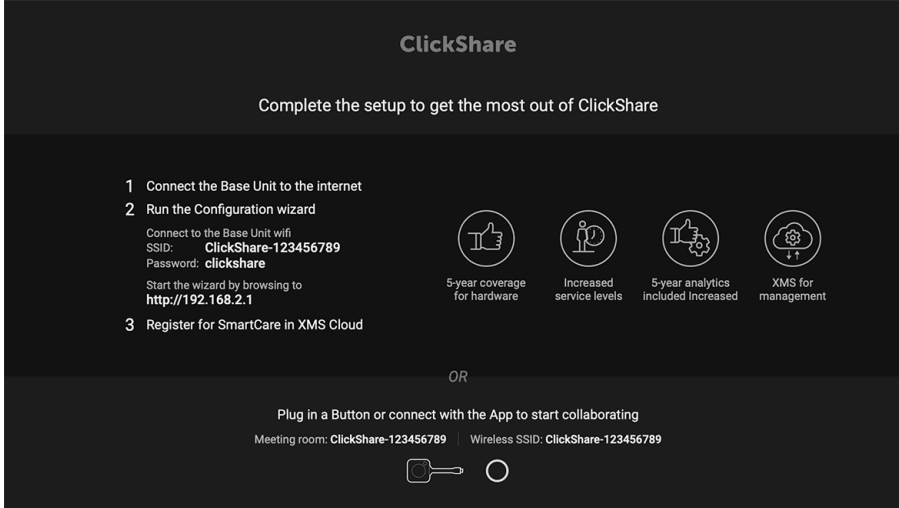 ClickShare
Complete the setup to get the most out of ClickShare
1 Connect the Base Unit to the internet
2 Run the Configuration wizard
Connect to the Base Unit wifi
SSID: ClickShare-123456789
Password: clickshare
Start the wizard by browsing to
http://192.168.2.1
3 Register for SmartCare in XMS Cloud
5-year coverage
for hardware
Increased
service levels
5-year analytics
included Increased
XMS for
management
OR
Plug in a Button or connect with the App to start collaborating
Meeting room: ClickShare-123456789 Wireless SSID: ClickShare-123456789